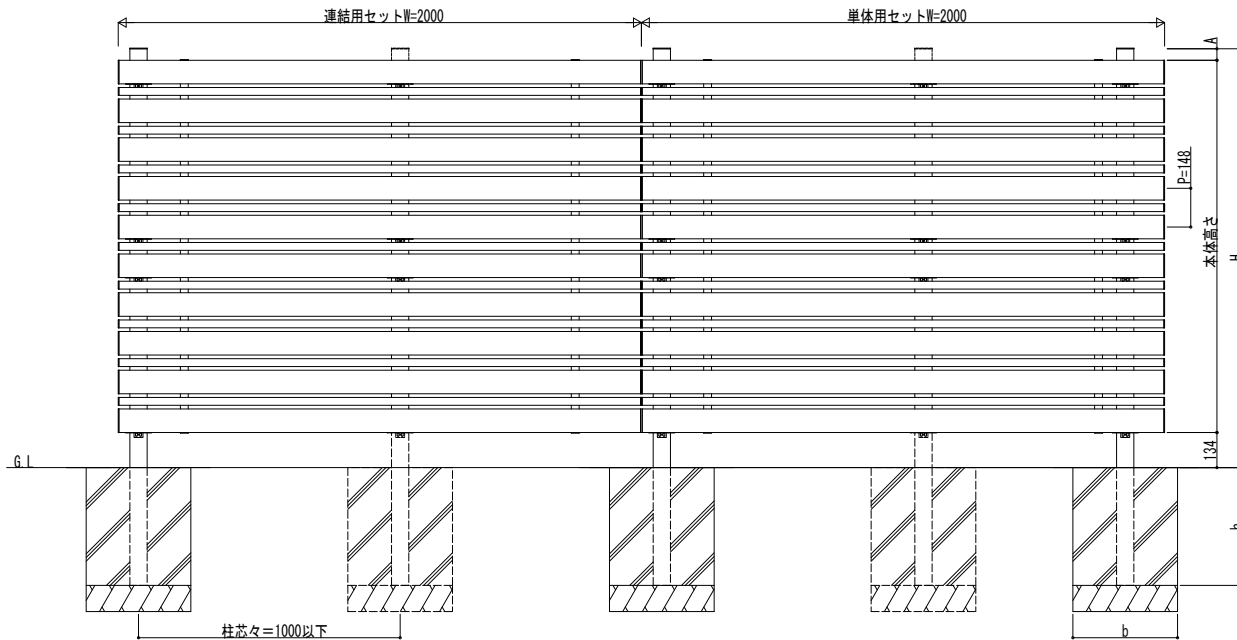 連結用セットW=2000
単体用セットW=2000
A
P=148
本体高さ
H
134
G.L
h
柱芯々=1000以下
b